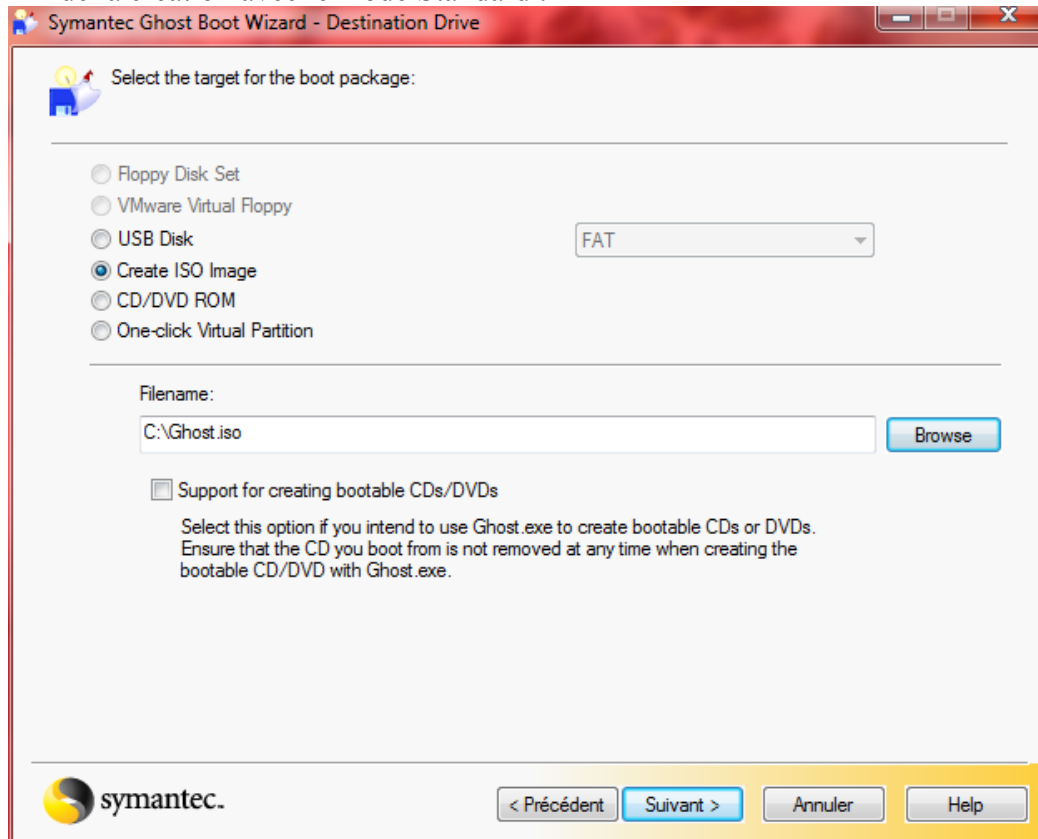 Symantec Ghost Boot Wizard - Destination Drive
Select the target for the boot package:
Floppy Disk Set
VMware Virtual Floppy
USB Disk
FAT
Create ISO Image
CD/DVD ROM
One-click Virtual Partition
Filename:
C:\Ghost.iso
Browse
Support for creating bootable CDs/DVDs
Select this option if you intend to use Ghost.exe to create bootable CDs or DVDs.
Ensure that the CD you boot from is not removed at any time when creating the
bootable CD/DVD with Ghost.exe.
symantec.
< Précédent
Suivant >
Annuler
Help